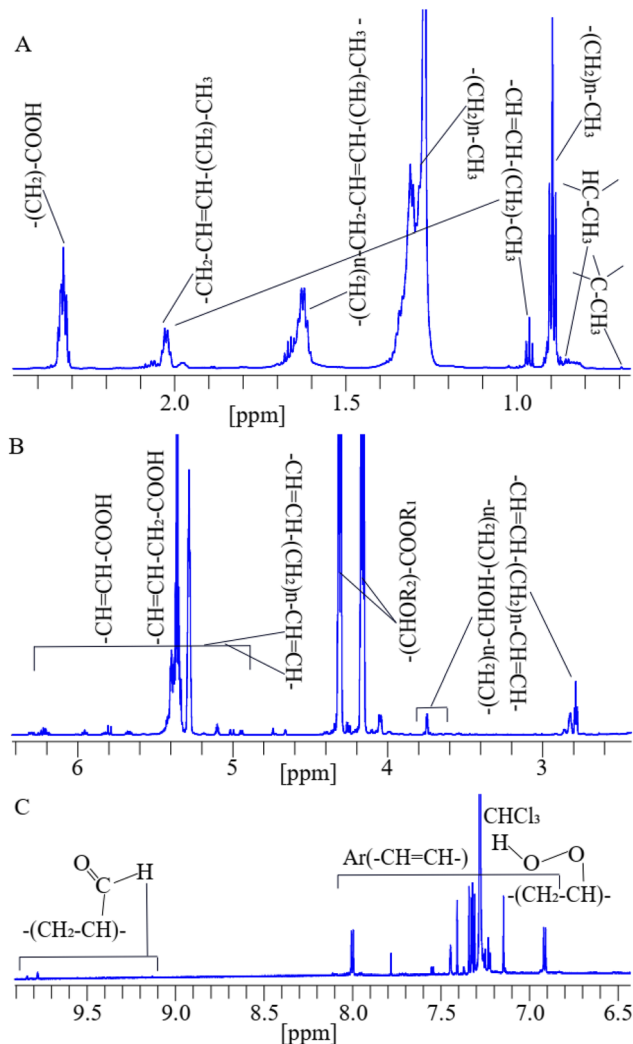 A
-(CH₂)-COOH
-CH₂-CH=CH-(CH₂)-CH₃
-(CH₂)n-CH₂-CH=CH-(CH₂)-CH₃ -
-(CH₂)n-CH₃
-CH=CH-(CH₂)-CH₃
-(CH₂)n-CH₃
HC-CH₃
C-CH₃
2.0 1.5 1.0
[ppm]
B
-CH=CH-COOH
-CH=CH-CH₂-COOH
-CH=CH-(CH₂)n-CH=CH-
-(CHOR₂)-COOR₁
-(CH₂)n-CHOH-(CH₂)n-
-CH=CH-(CH₂)n-CH=CH-
6 5 4 3
[ppm]
C
CHCl₃
O H
C
-(CH₂-CH)-
Ar(-CH=CH-)
H O O
-(CH₂-CH)-
9.5 9.0 8.5 8.0 7.5 7.0 6.5
[ppm]